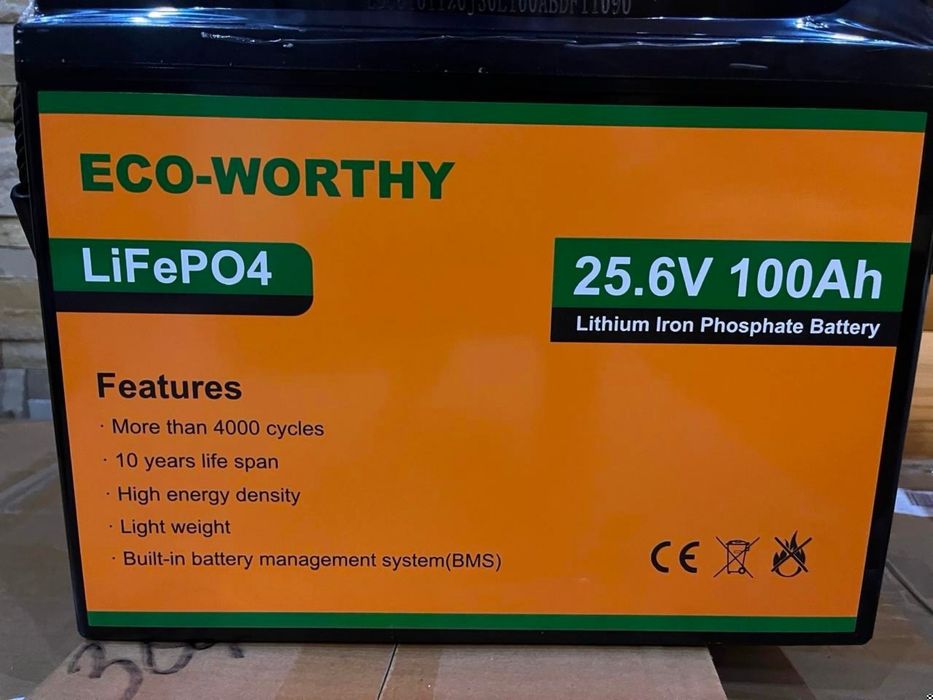 ECO-WORTHY
LiFePO4
25.6V 100Ah
Lithium Iron Phosphate Battery
Features
· More than 4000 cycles
· 10 years life span
· High energy density
· Light weight
· Built-in battery management system(BMS)
CE